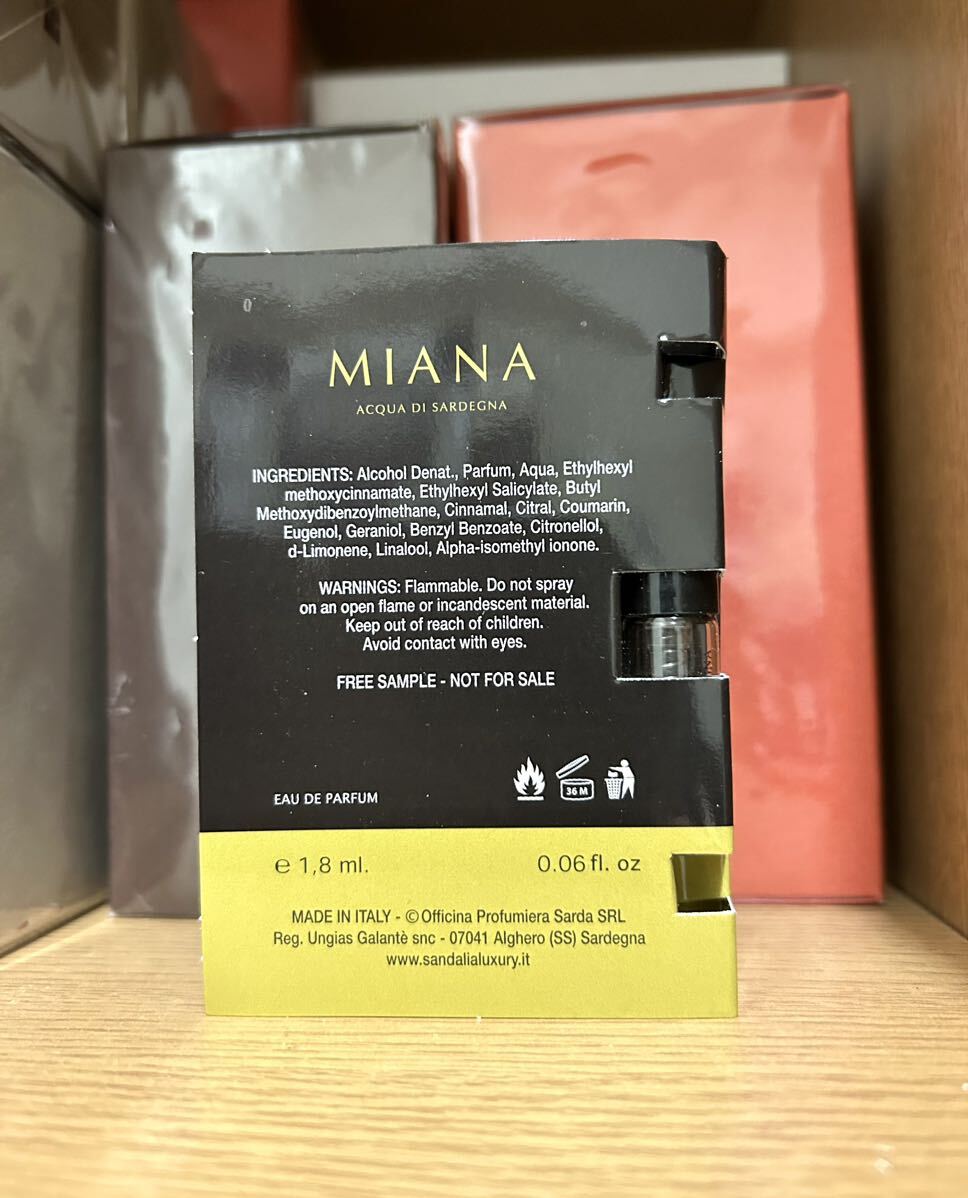 MIANA
ACQUA DI SARDEGNA
INGREDIENTS: Alcohol Denat., Parfum, Aqua, Ethylhexyl
methoxycinnamate, Ethylhexyl Salicylate, Butyl
Methoxydibenzoylmethane, Cinnamal, Citral, Coumarin,
Eugenol, Geraniol, Benzyl Benzoate, Citronellol,
d-Limonene, Linalool, Alpha-isomethyl ionone.
WARNINGS: Flammable. Do not spray
on an open flame or incandescent material.
Keep out of reach of children.
Avoid contact with eyes.
FREE SAMPLE - NOT FOR SALE
36 M
EAU DE PARFUM
e 1,8 ml.
0.06 fl. oz
MADE IN ITALY - © Officina Profumiera Sarda SRL
Reg. Ungias Galantè snc - 07041 Alghero (SS) Sardegna
www.sandalialuxury.it